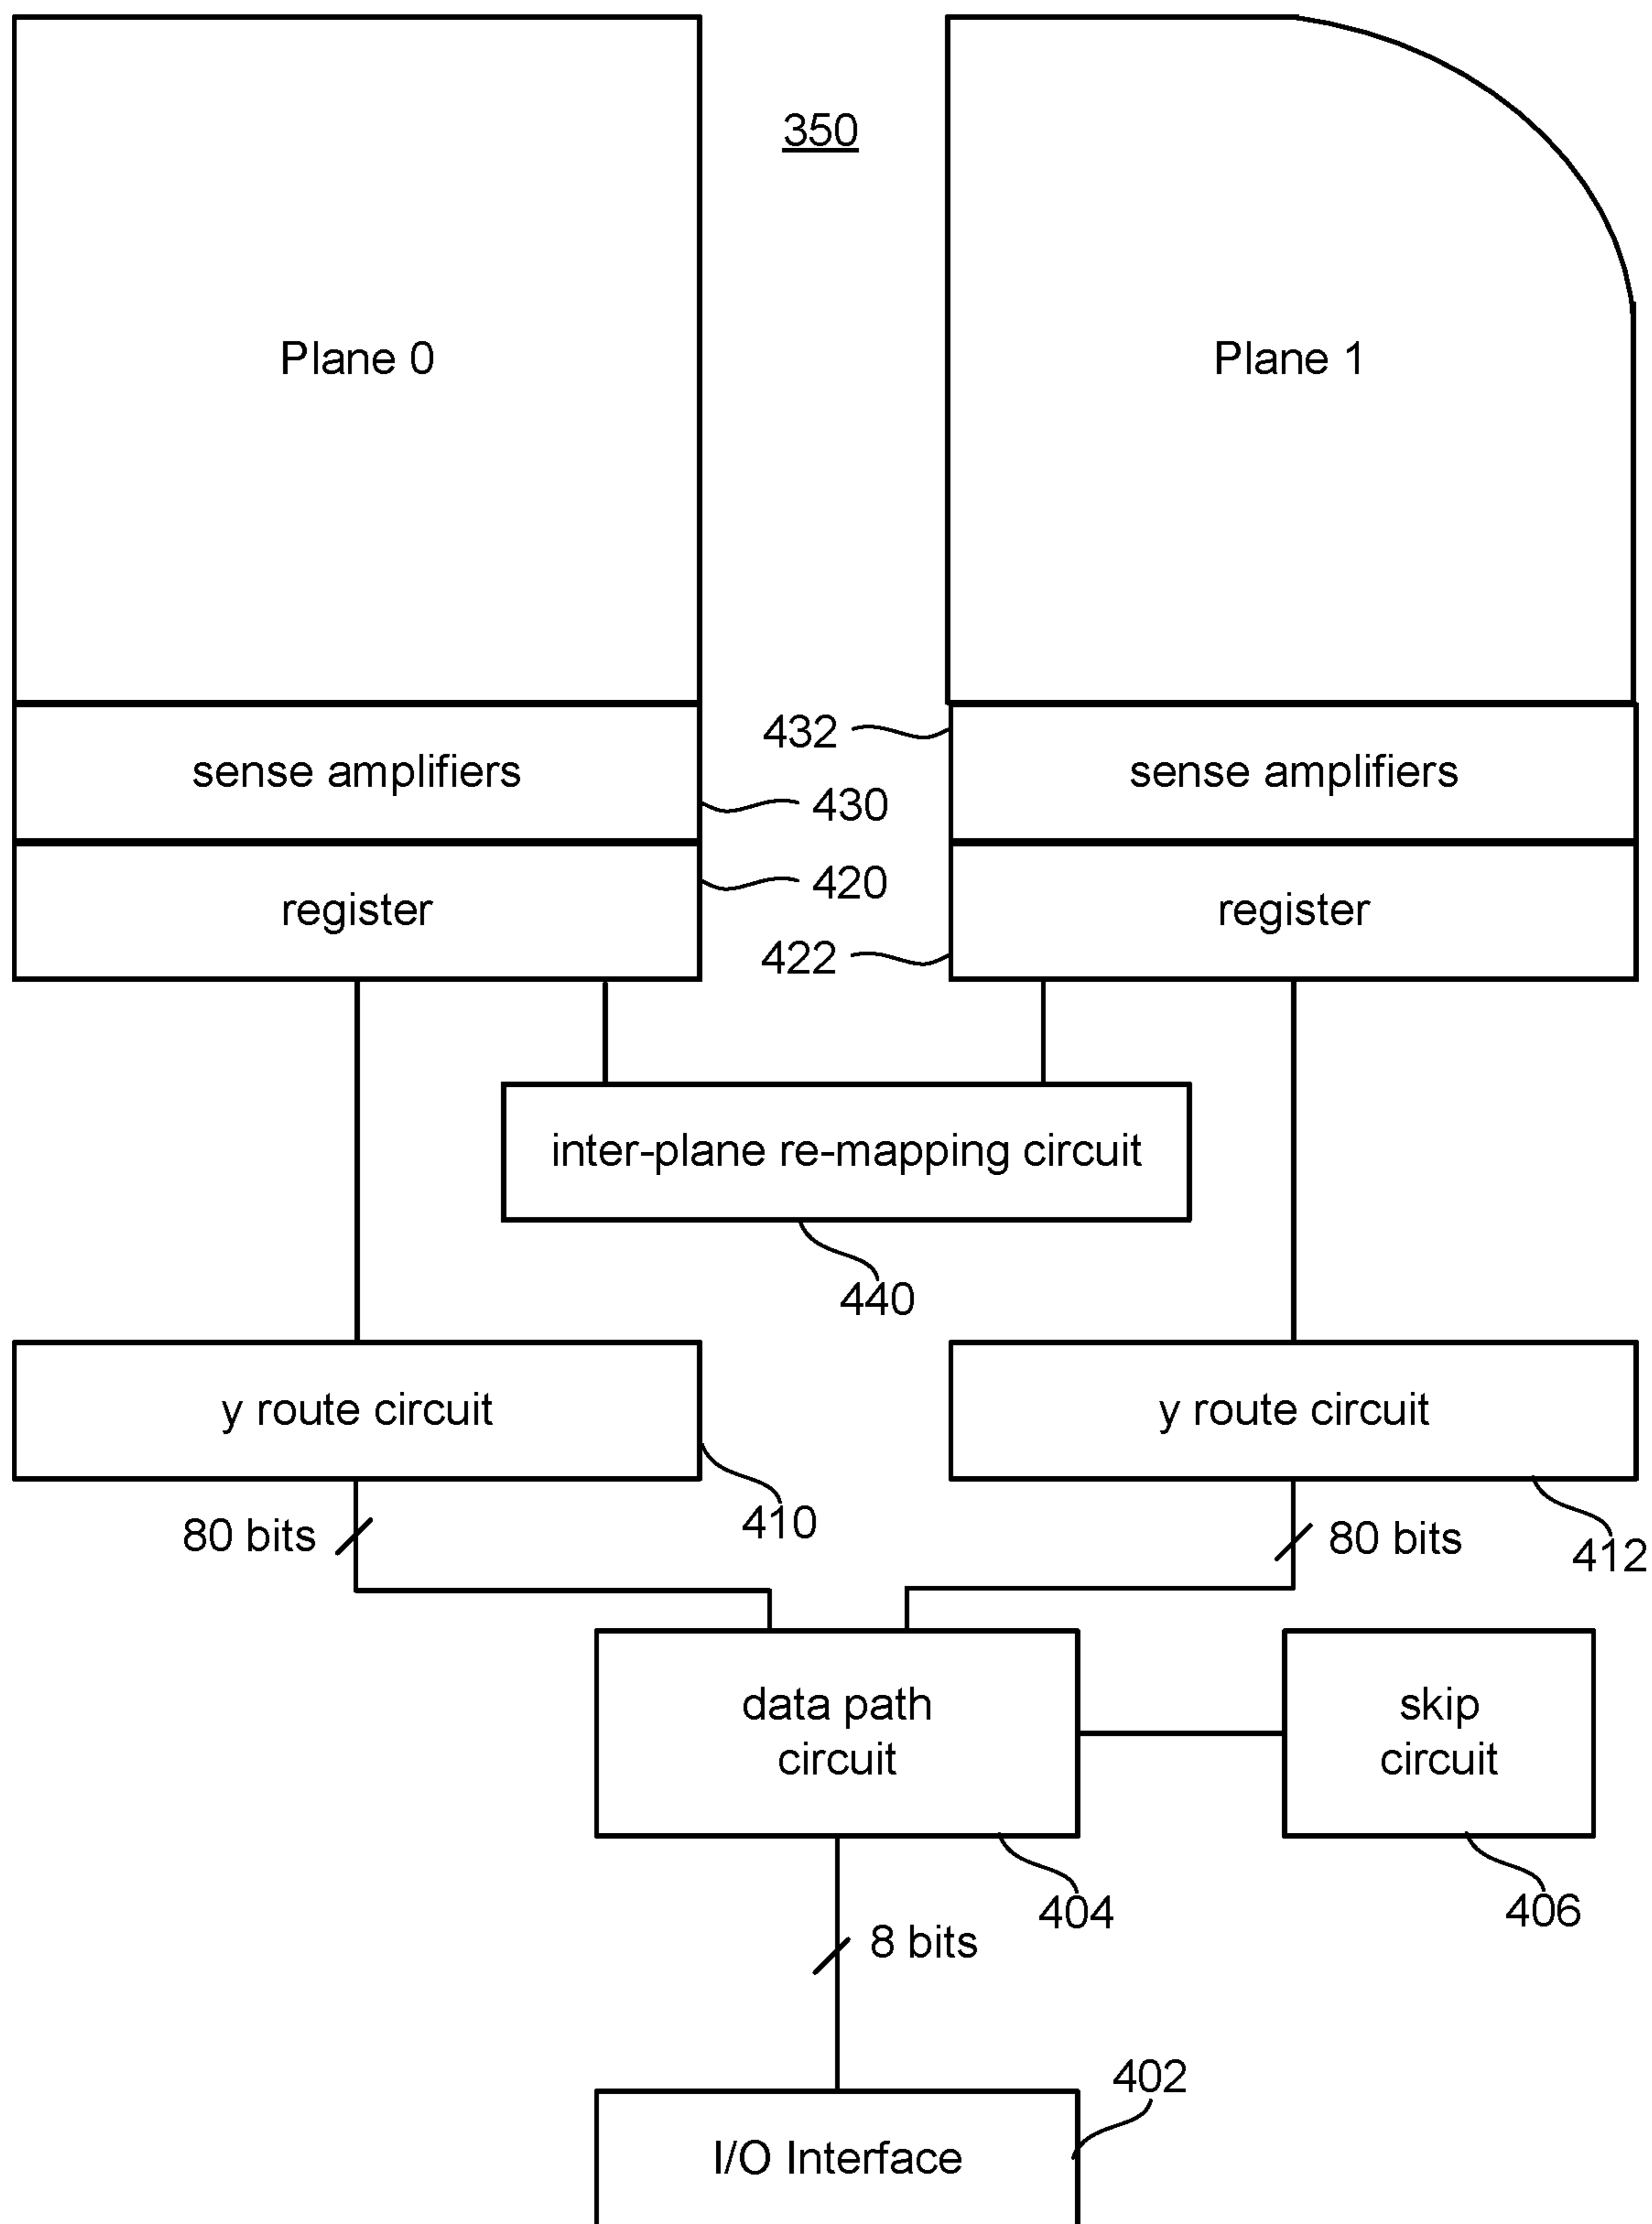 350
Plane 0
Plane 1
432
sense amplifiers
sense amplifiers
430
420
register
register
422
inter-plane re-mapping circuit
440
y route circuit
y route circuit
410
80 bits
80 bits
412
data path
circuit
skip
circuit
404
406
8 bits
402
I/O Interface